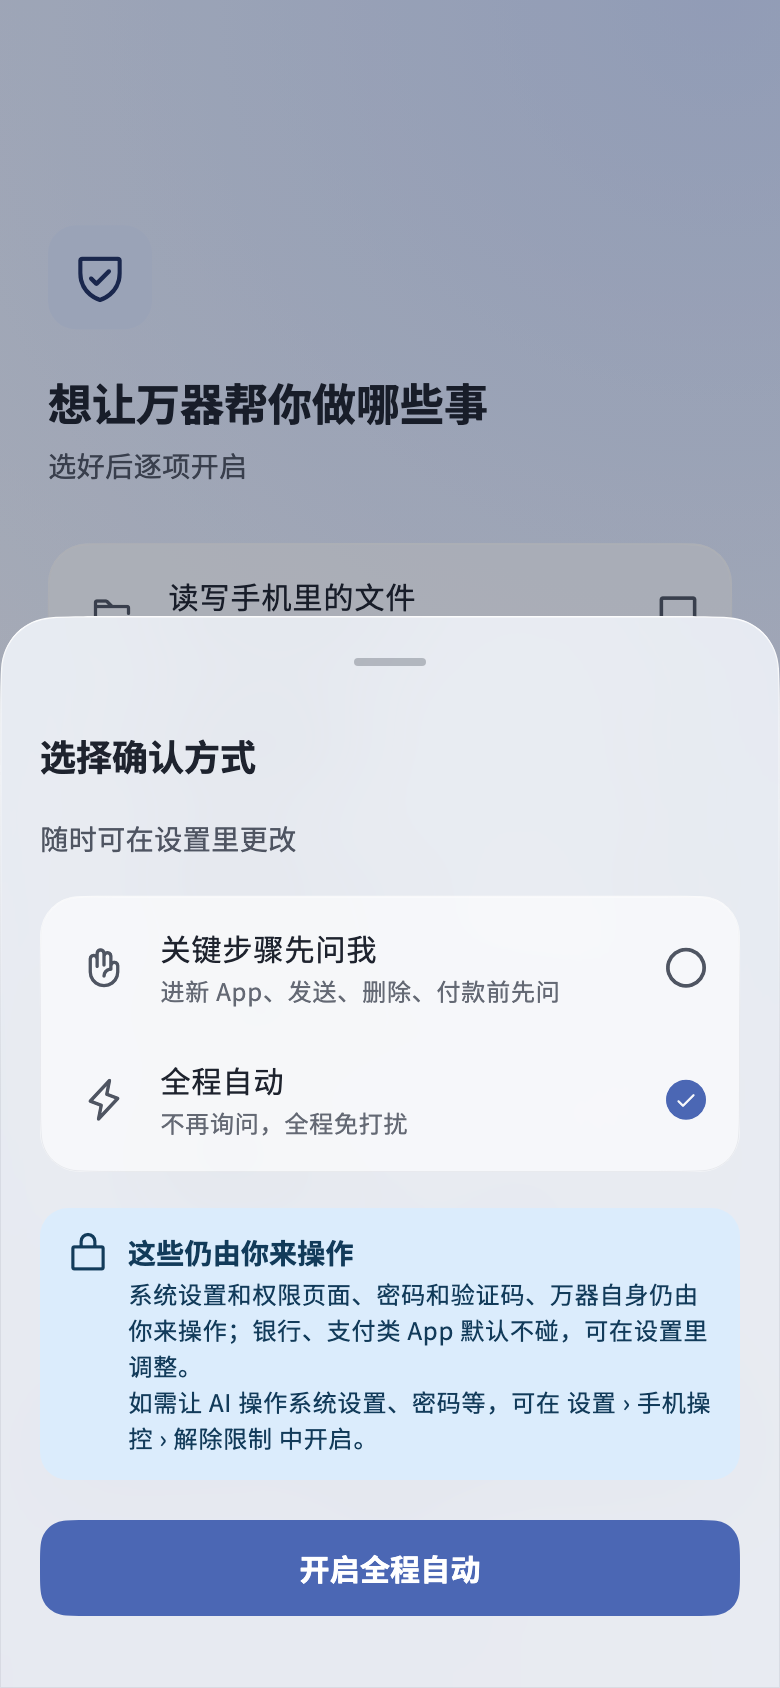 想让万器帮你做哪些事
选好后逐项开启
读写手机里的文件
选择确认方式
随时可在设置里更改
关键步骤先问我
进新 App、发送、删除、付款前先问
全程自动
不再询问，全程免打扰
这些仍由你来操作
系统设置和权限页面、密码和验证码、万器自身仍由
你来操作；银行、支付类 App 默认不碰，可在设置里
调整。
如需让 AI 操作系统设置、密码等，可在 设置 › 手机操
控 › 解除限制 中开启。
开启全程自动